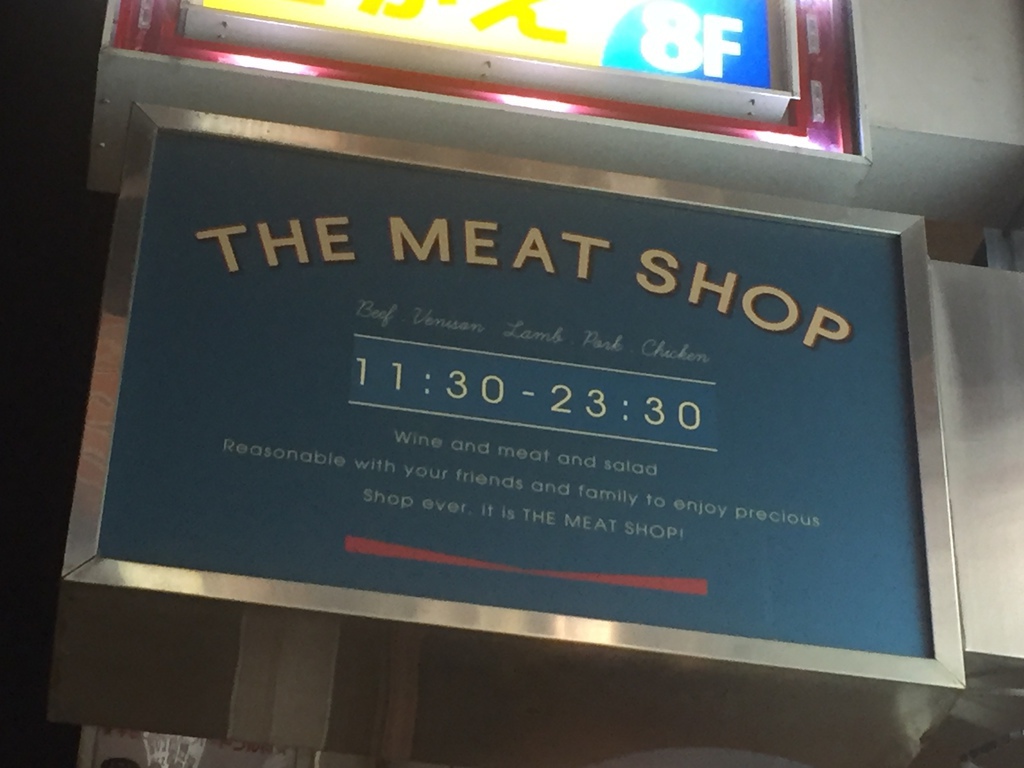 8F
THE MEAT SHOP
Beef . Venison . Lamb . Pork . Chicken
11:30-23:30
Wine and meat and salad
Reasonable with your friends and family to enjoy precious
Shop ever. It is THE MEAT SHOP!